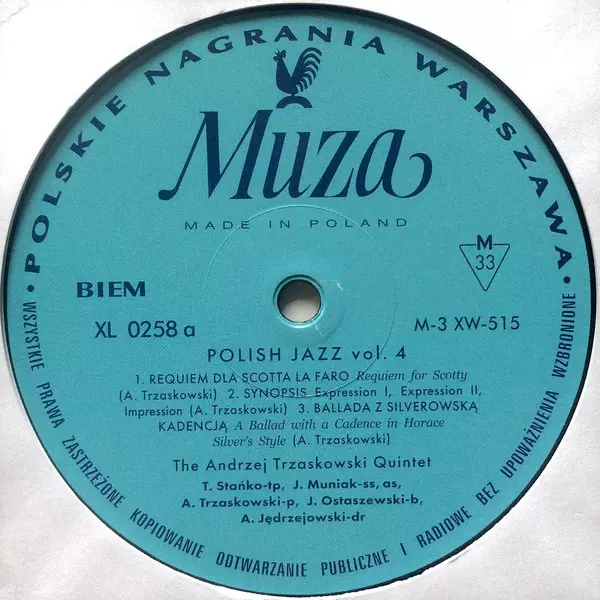 • POLSKIE NAGRANIA WARSZAWA •
Muza
MADE IN POLAND
BIEM
M
33
XL 0258 a
M-3 XW-515
POLISH JAZZ vol. 4
1. REQUIEM DLA SCOTTA LA FARO Requiem for Scotty
(A. Trzaskowski) 2. SYNOPSIS Expression I, Expression II,
Impression (A. Trzaskowski) 3. BALLADA Z SILVEROWSKĄ
KADENCJĄ A Ballad with a Cadence in Horace
Silver's Style (A. Trzaskowski)
The Andrzej Trzaskowski Quintet
T. Stańko-tp, J. Muniak-ss, as,
A. Trzaskowski-p, J. Ostaszewski-b,
A. Jędrzejowski-dr
WSZYSTKIE PRAWA ZASTRZEŻONE KOPIOWANIE ODTWARZANIE PUBLICZNE I RADIOWE BEZ UPOWAŻNIENIA WZBRONIONE